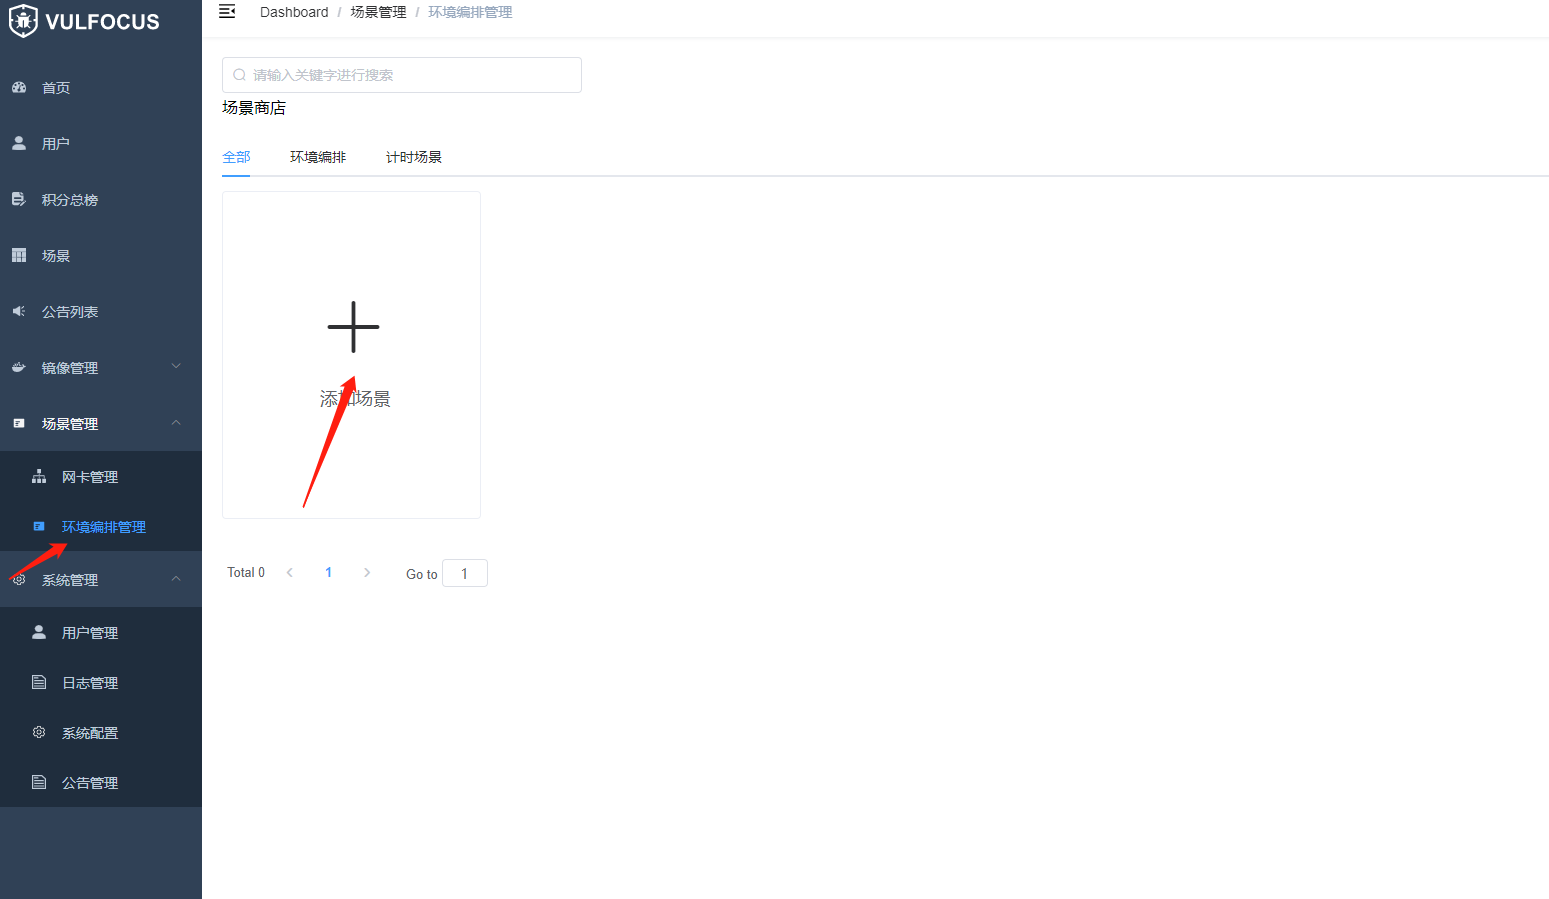 VULFOCUS
Dashboard / 场景管理 / 环境编排管理
首页
用户
积分总榜
场景
公告列表
镜像管理
场景管理
网卡管理
环境编排管理
系统管理
用户管理
日志管理
系统配置
公告管理
请输入关键字进行搜索
场景商店
全部 环境编排 计时场景
添加场景
Total 0 1 Go to 1